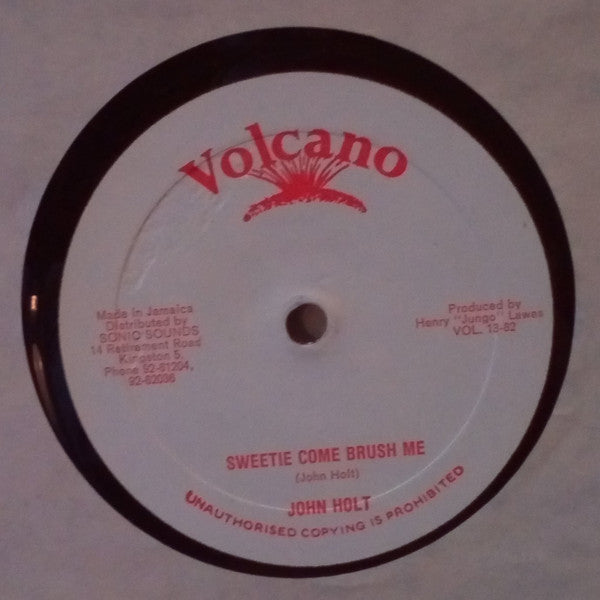 Volcano
Made in Jamaica
Distributed by
SONIC SOUNDS
14 Retirement Road
Kingston 5,
Phone 92-61204,
92-62036
Produced by
Henry "Jungo" Lawes
VOL. 13-82
SWEETIE COME BRUSH ME
(John Holt)
JOHN HOLT
UNAUTHORISED COPYING IS PROHIBITED